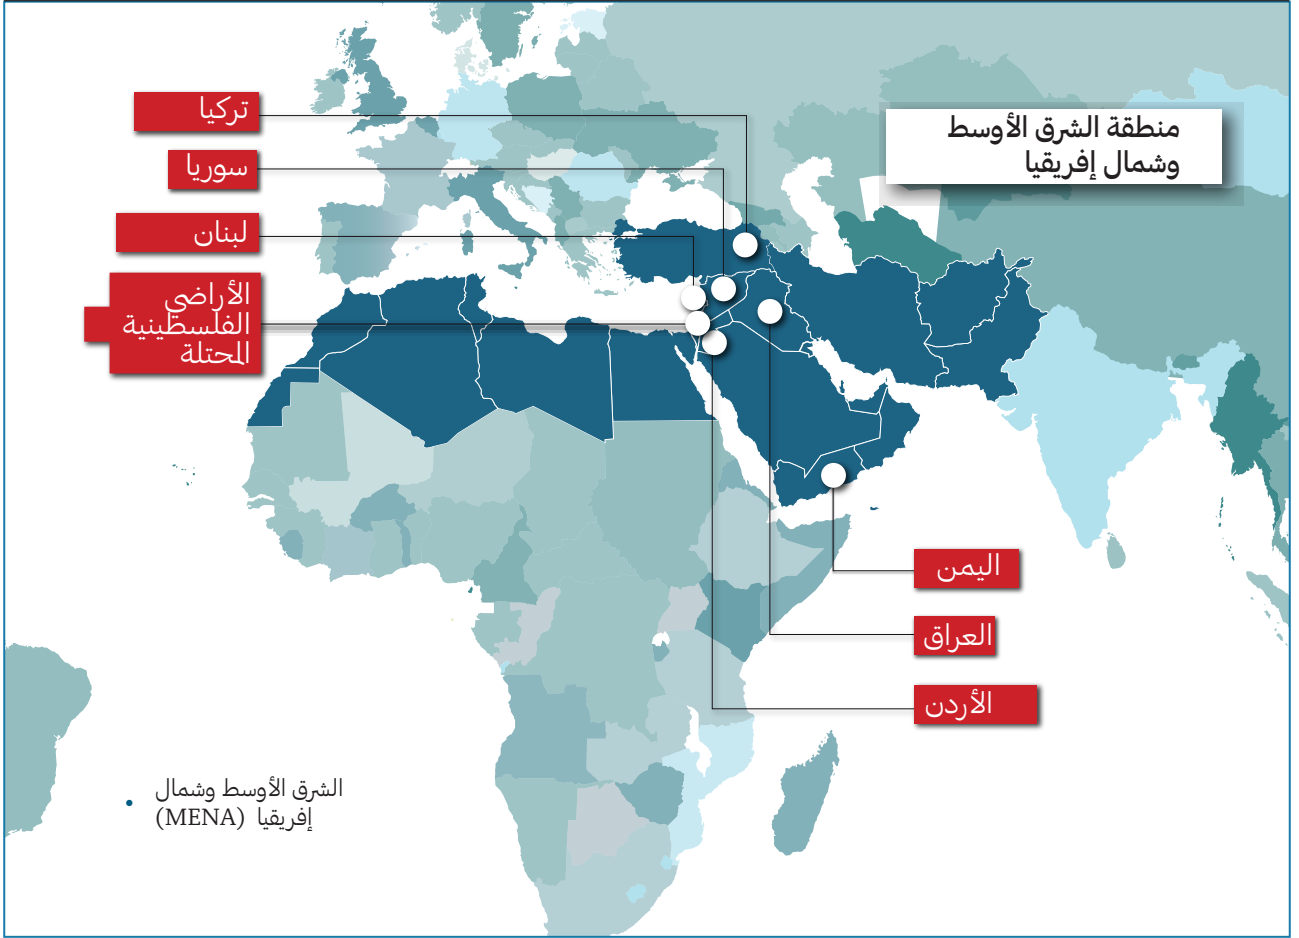 منطقة الشرق الأوسط
وشمال إفريقيا
تركيا
سوريا
لبنان
الأراضي
الفلسطينية
المحتلة
اليمن
العراق
الأردن
الشرق الأوسط وشمال
إفريقيا (MENA)